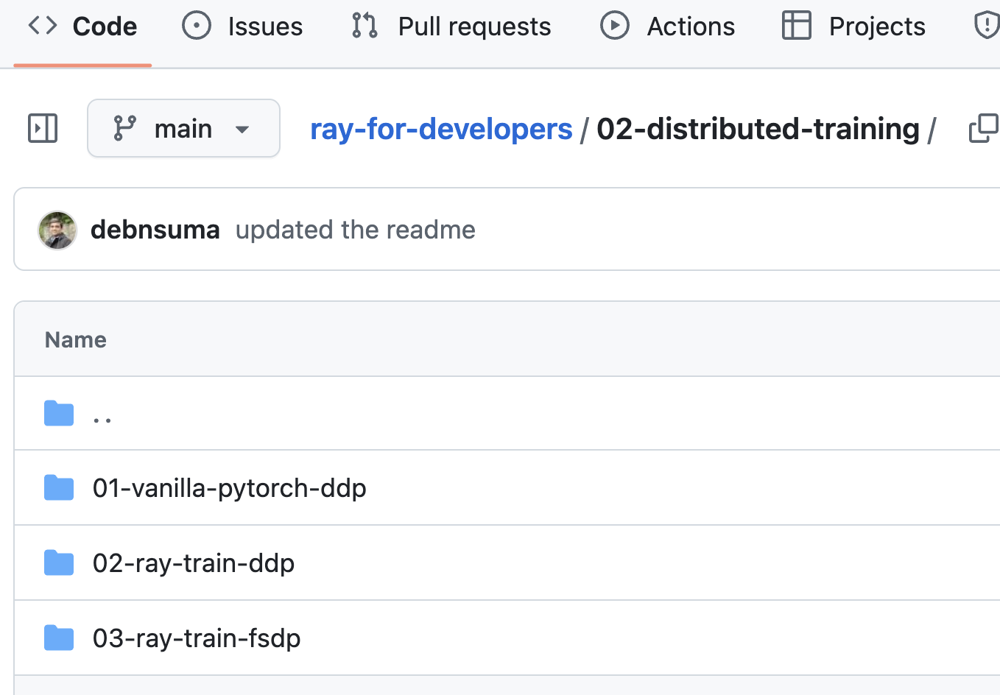 Code Issues Pull requests Actions Projects
main ray-for-developers / 02-distributed-training /
debnsuma updated the readme
Name
..
01-vanilla-pytorch-ddp
02-ray-train-ddp
03-ray-train-fsdp